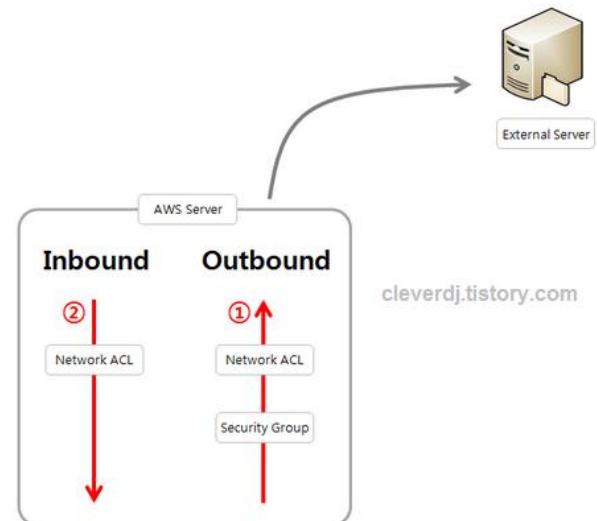 External Server
AWS Server
Inbound
Outbound
cleverdj.tistory.com
②
①
Network ACL
Network ACL
Security Group